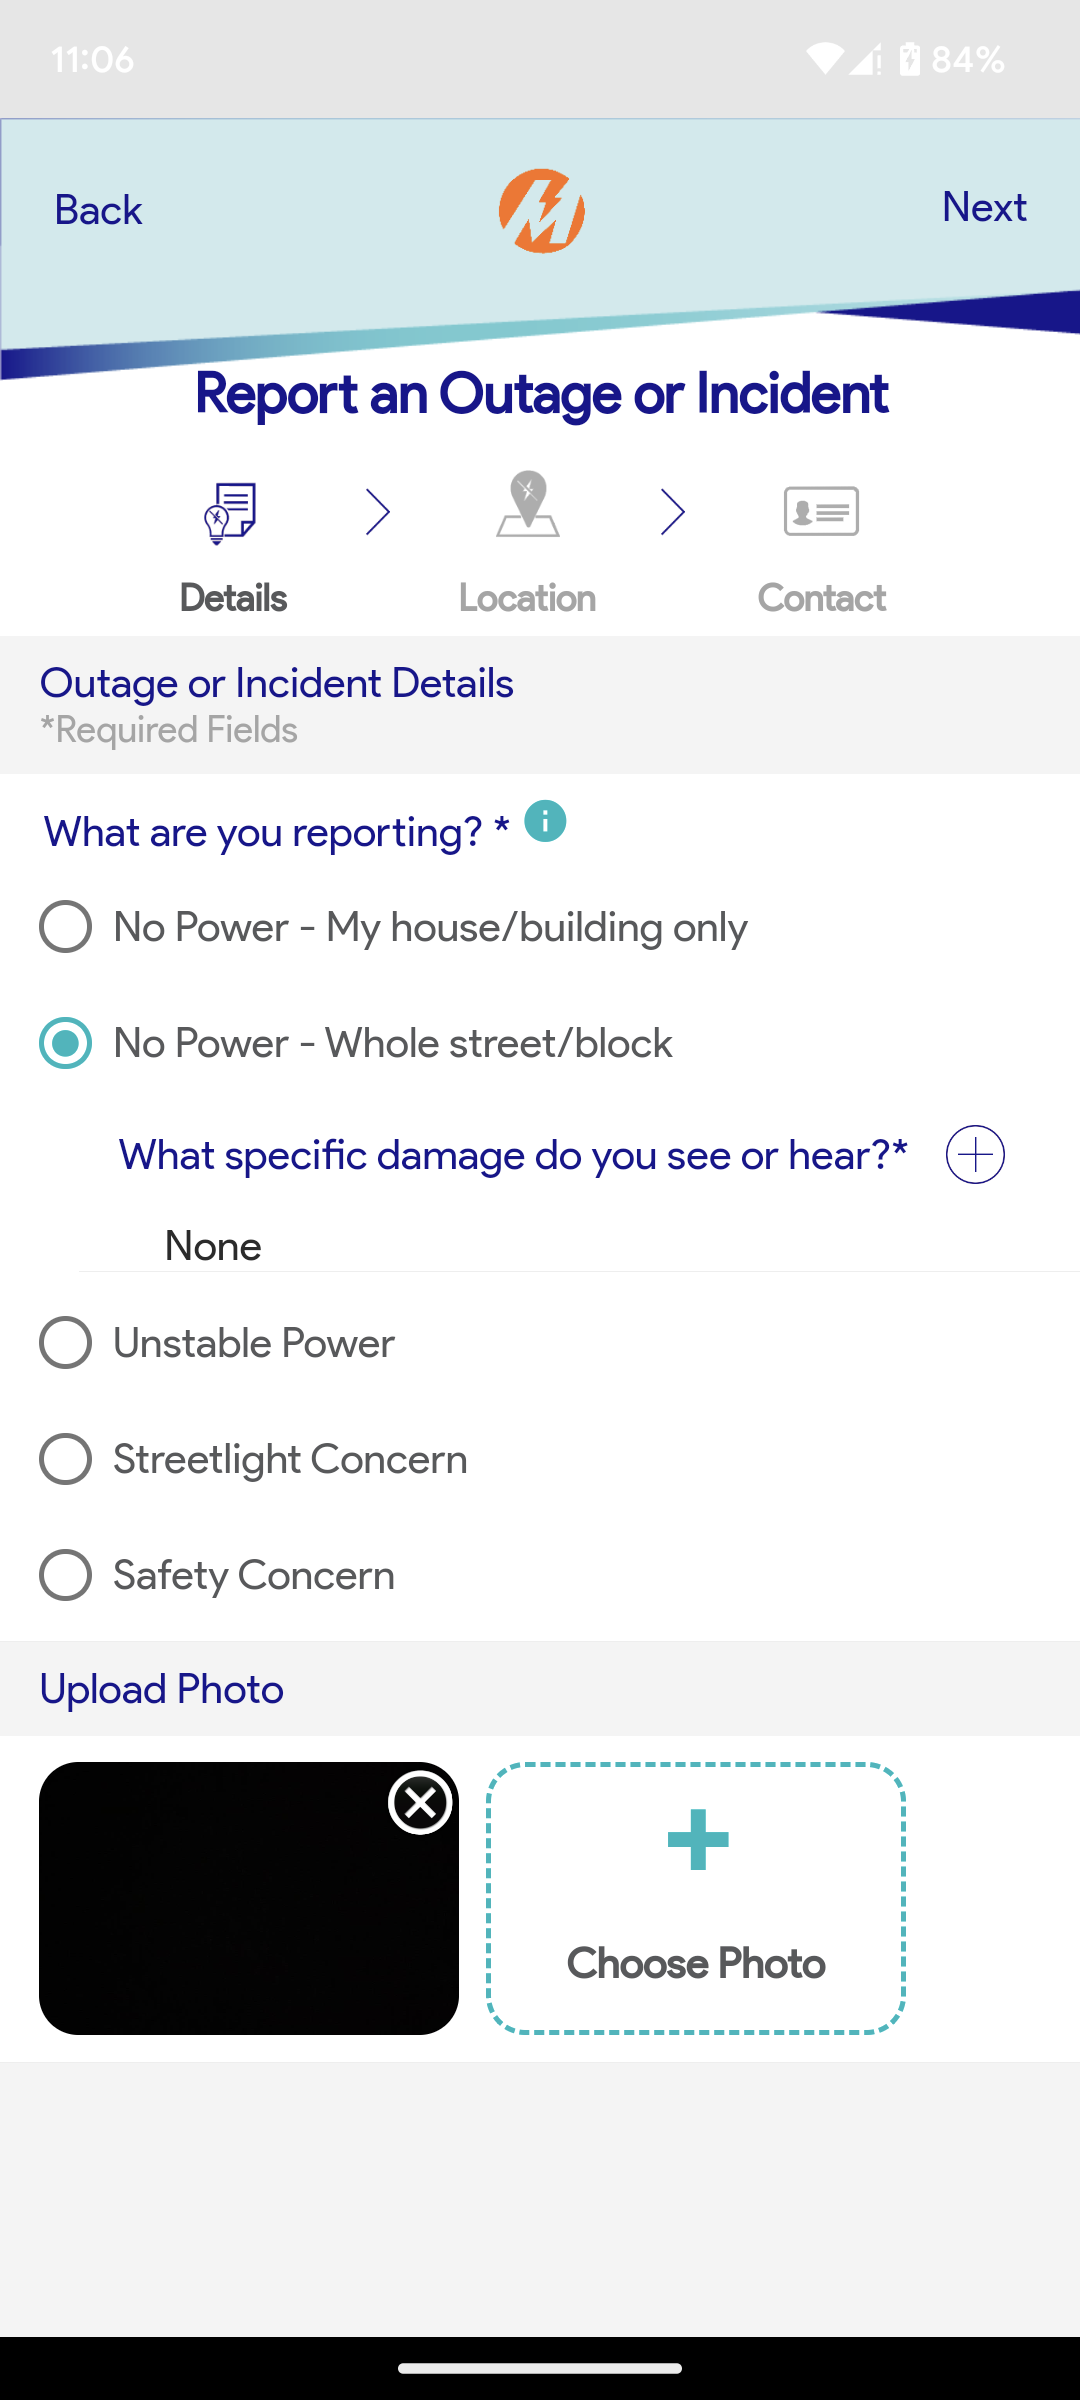 11:06
84%
Back
Next
Report an Outage or Incident
Details
Location
Contact
Outage or Incident Details
*Required Fields
What are you reporting? *
No Power - My house/building only
No Power - Whole street/block
What specific damage do you see or hear?*
None
Unstable Power
Streetlight Concern
Safety Concern
Upload Photo
Choose Photo